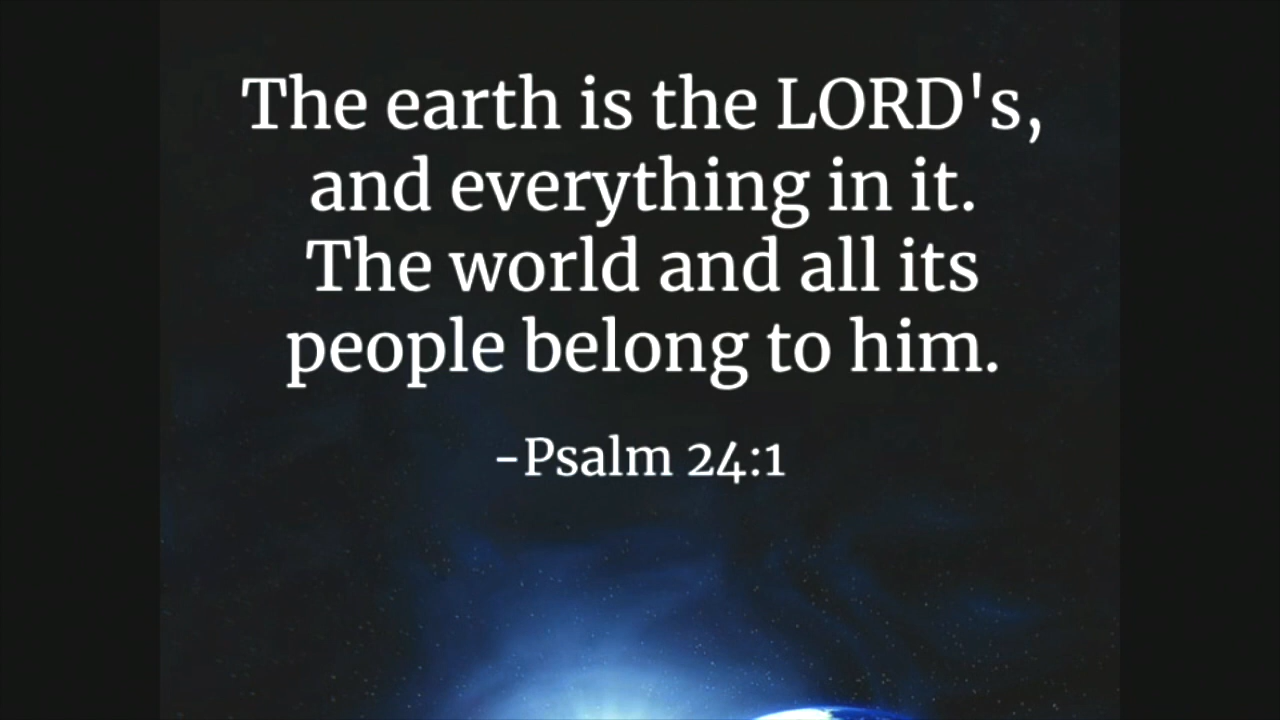 The earth is the LORD's,
and everything in it.
The world and all its
people belong to him.
-Psalm 24:1